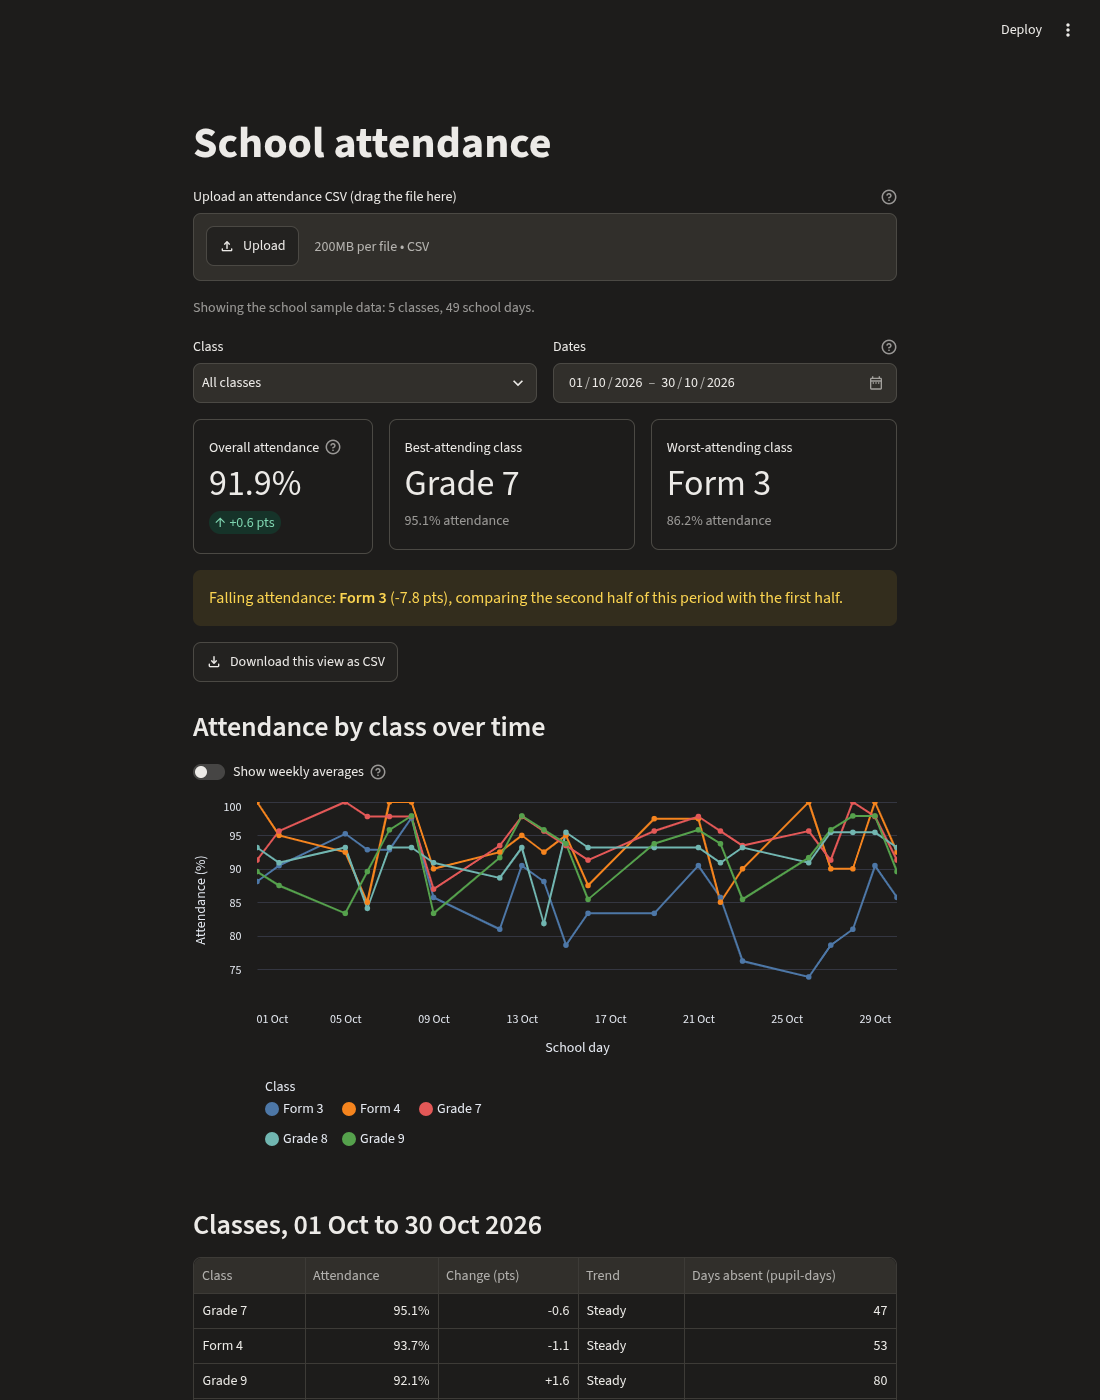 Deploy
School attendance
Upload an attendance CSV (drag the file here)
Upload
200MB per file • CSV
Showing the school sample data: 5 classes, 49 school days.
Class
Dates
All classes
01 / 10 / 2026 – 30 / 10 / 2026
Overall attendance
Best-attending class
Worst-attending class
91.9%
Grade 7
Form 3
↑ +0.6 pts
95.1% attendance
86.2% attendance
Falling attendance: Form 3 (-7.8 pts), comparing the second half of this period with the first half.
Download this view as CSV
Attendance by class over time
Show weekly averages
Attendance (%)
100
95
90
85
80
75
01 Oct 05 Oct 09 Oct 13 Oct 17 Oct 21 Oct 25 Oct 29 Oct
School day
Class
Form 3 Form 4 Grade 7
Grade 8 Grade 9
Classes, 01 Oct to 30 Oct 2026
Class Attendance Change (pts) Trend Days absent (pupil-days)
Grade 7 95.1% -0.6 Steady 47
Form 4 93.7% -1.1 Steady 53
Grade 9 92.1% +1.6 Steady 80